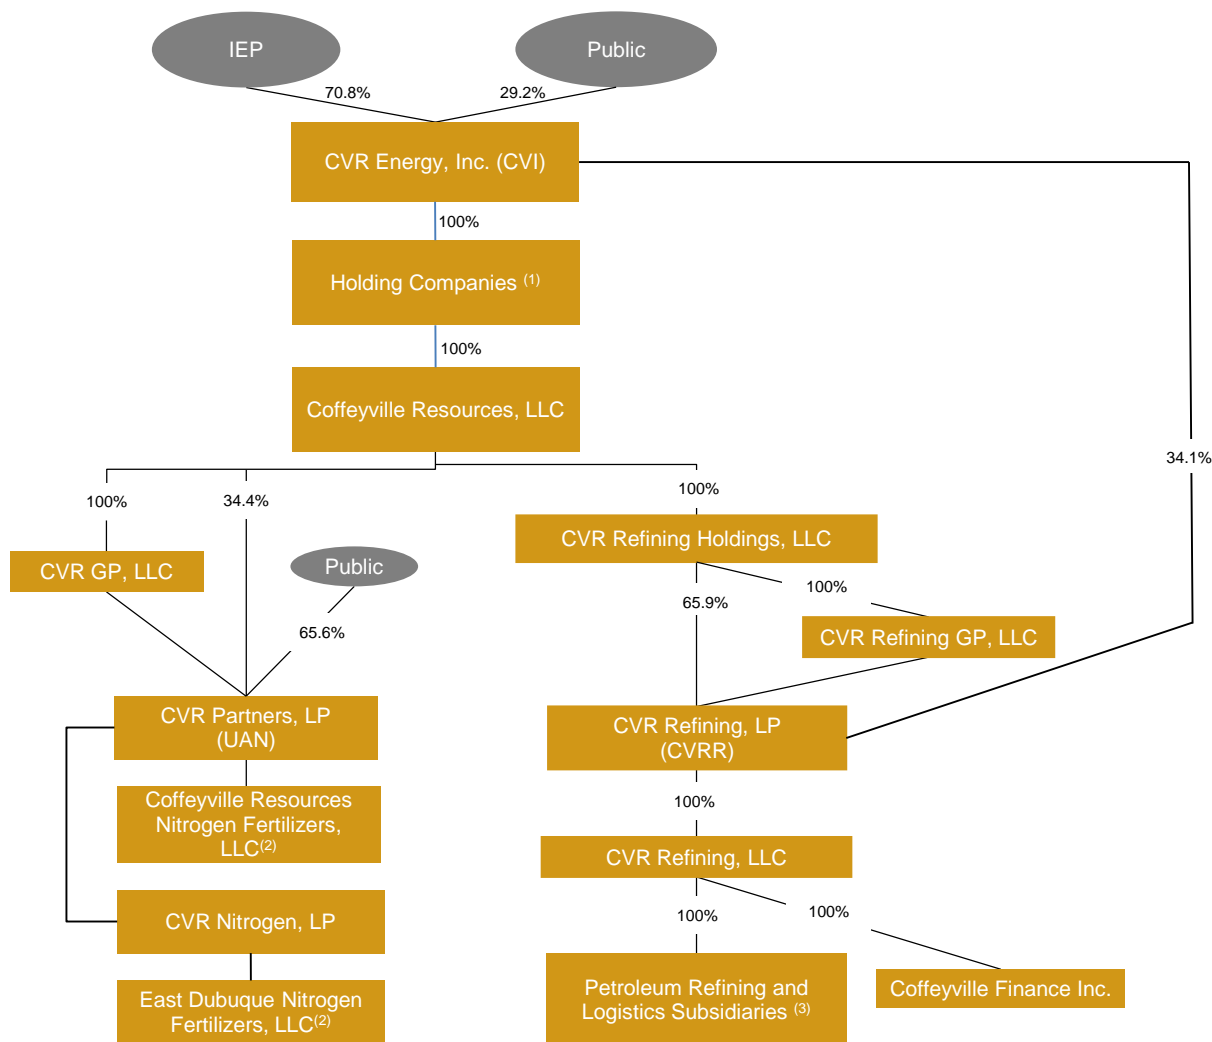 IEP
Public
70.8%
29.2%
CVR Energy, Inc. (CVI)
100%
Holding Companies (1)
100%
Coffeyville Resources, LLC
34.1%
100%
34.4%
100%
CVR Refining Holdings, LLC
CVR GP, LLC
Public
100%
65.9%
65.6%
CVR Refining GP, LLC
CVR Partners, LP
(UAN)
CVR Refining, LP
(CVRR)
Coffeyville Resources
Nitrogen Fertilizers,
LLC(2)
100%
CVR Refining, LLC
CVR Nitrogen, LP
100%
100%
East Dubuque Nitrogen
Fertilizers, LLC(2)
Petroleum Refining and
Logistics Subsidiaries (3)
Coffeyville Finance Inc.